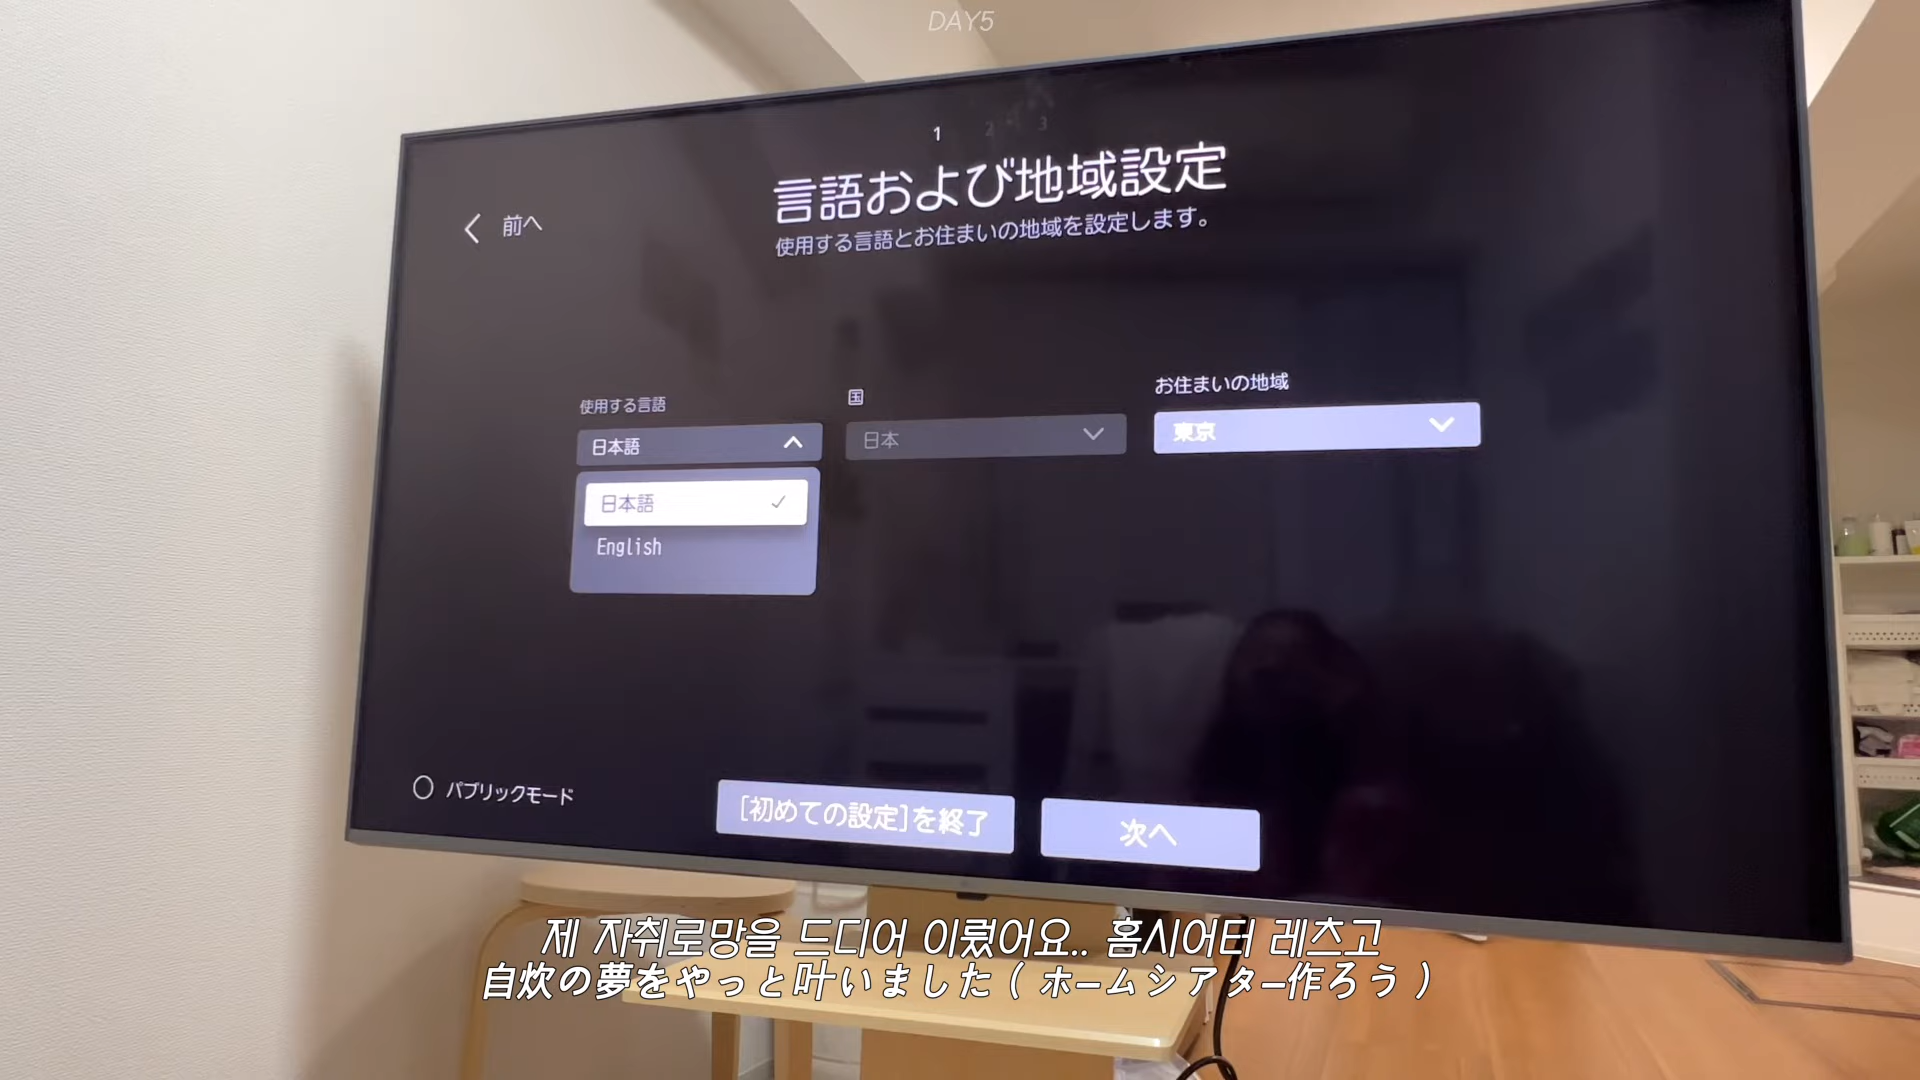 DAY5
1 2 3
言語および地域設定
使用する言語とお住まいの地域を設定します。
前へ
使用する言語
国
お住まいの地域
日本語
日本
東京
日本語
English
パブリックモード
[初めての設定]を終了
次へ
제 자취로망을 드디어 이뤘어요.. 홈시어터 레츠고
自炊の夢をやっと叶いました ( ホームシアター作ろう )